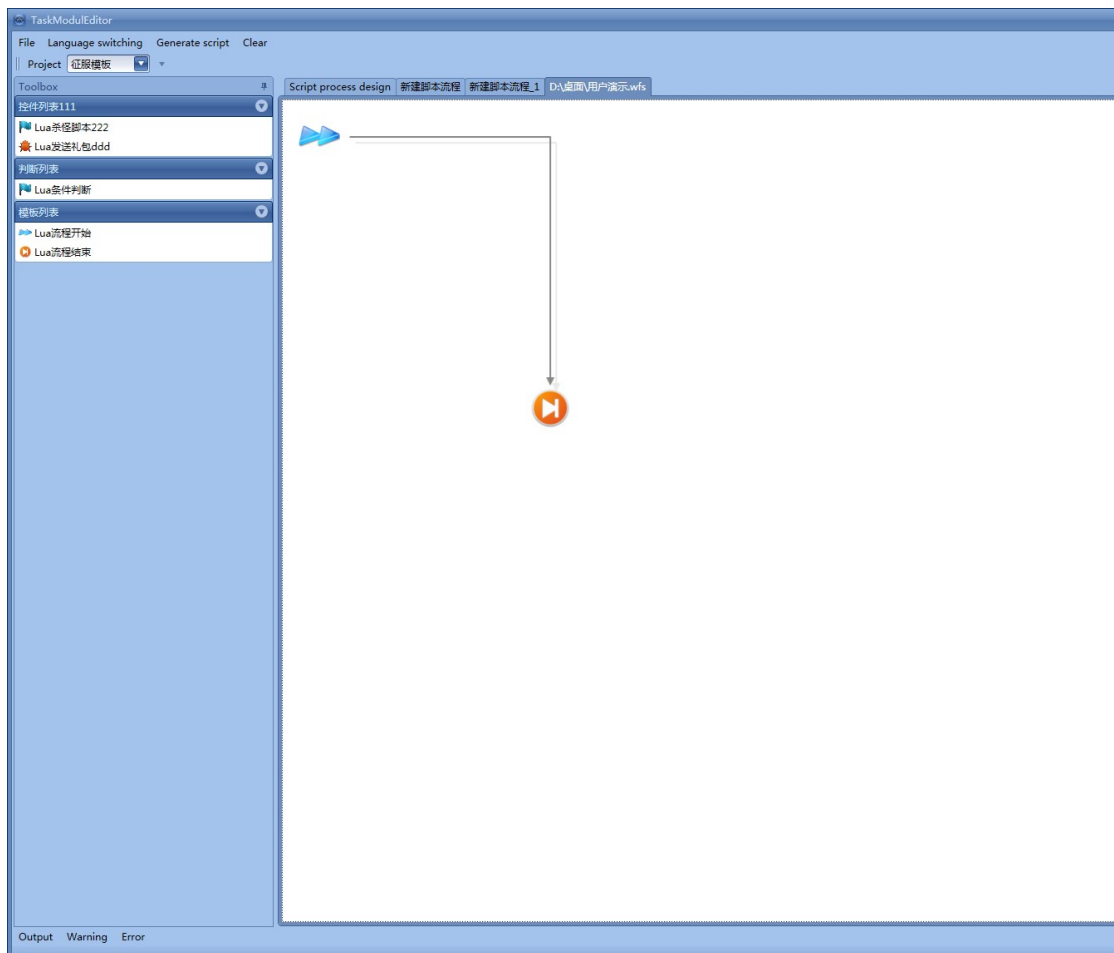 TaskModulEditor
File Language switching Generate script Clear
Project 征服模板
Toolbox
控件列表111
Lua杀怪脚本222
Lua发送礼包ddd
判断列表
Lua条件判断
模板列表
Lua流程开始
Lua流程结束
Script process design 新建脚本流程 新建脚本流程_1 D:\桌面\用户演示.wfs
Output Warning Error